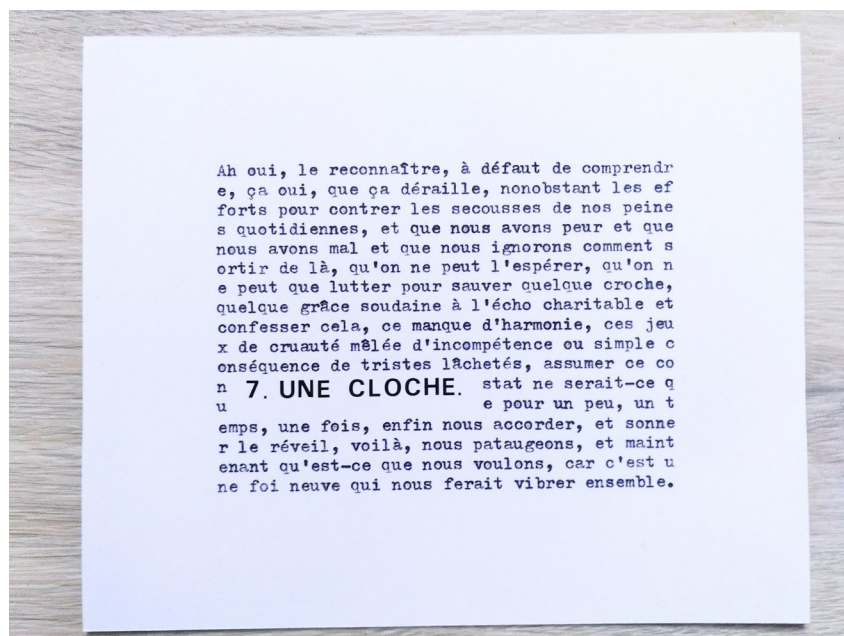 Ah oui, le reconnaître, à défaut de comprendr
e, ça oui, que ça déraille, nonobstant les ef
forts pour contrer les secousses de nos peine
s quotidiennes, et que nous avons peur et que
nous avons mal et que nous ignorons comment s
ortir de là, qu'on ne peut l'espérer, qu'on n
e peut que lutter pour sauver quelque croche,
quelque grâce soudaine à l'écho charitable et
confesser cela, ce manque d'harmonie, ces jeu
x de cruauté mêlée d'incompétence ou simple c
onséquence de tristes lâchetés, assumer ce co
n 7. UNE CLOCHE. stat ne serait-ce q
u e pour un peu, un t
emps, une fois, enfin nous accorder, et sonne
r le réveil, voilà, nous pataugeons, et maint
enant qu'est-ce que nous voulons, car c'est u
ne foi neuve qui nous ferait vibrer ensemble.